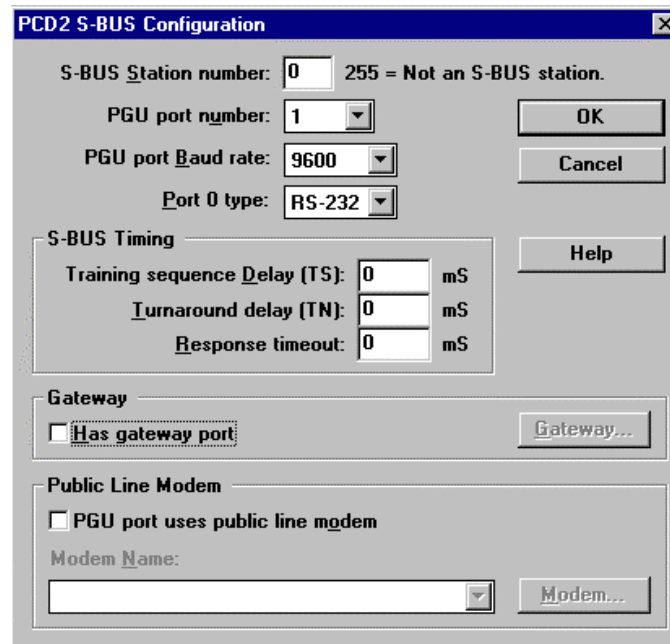 PCD2 S-BUS Configuration
S-BUS Station number: 0 255 = Not an S-BUS station.
PGU port number: 1
OK
PGU port Baud rate: 9600
Cancel
Port 0 type: RS-232
S-BUS Timing
Help
Training sequence Delay (TS): 0 mS
Turnaround delay (TN): 0 mS
Response timeout: 0 mS
Gateway
Has gateway port
Gateway...
Public Line Modem
PGU port uses public line modem
Modem Name:
Modem...